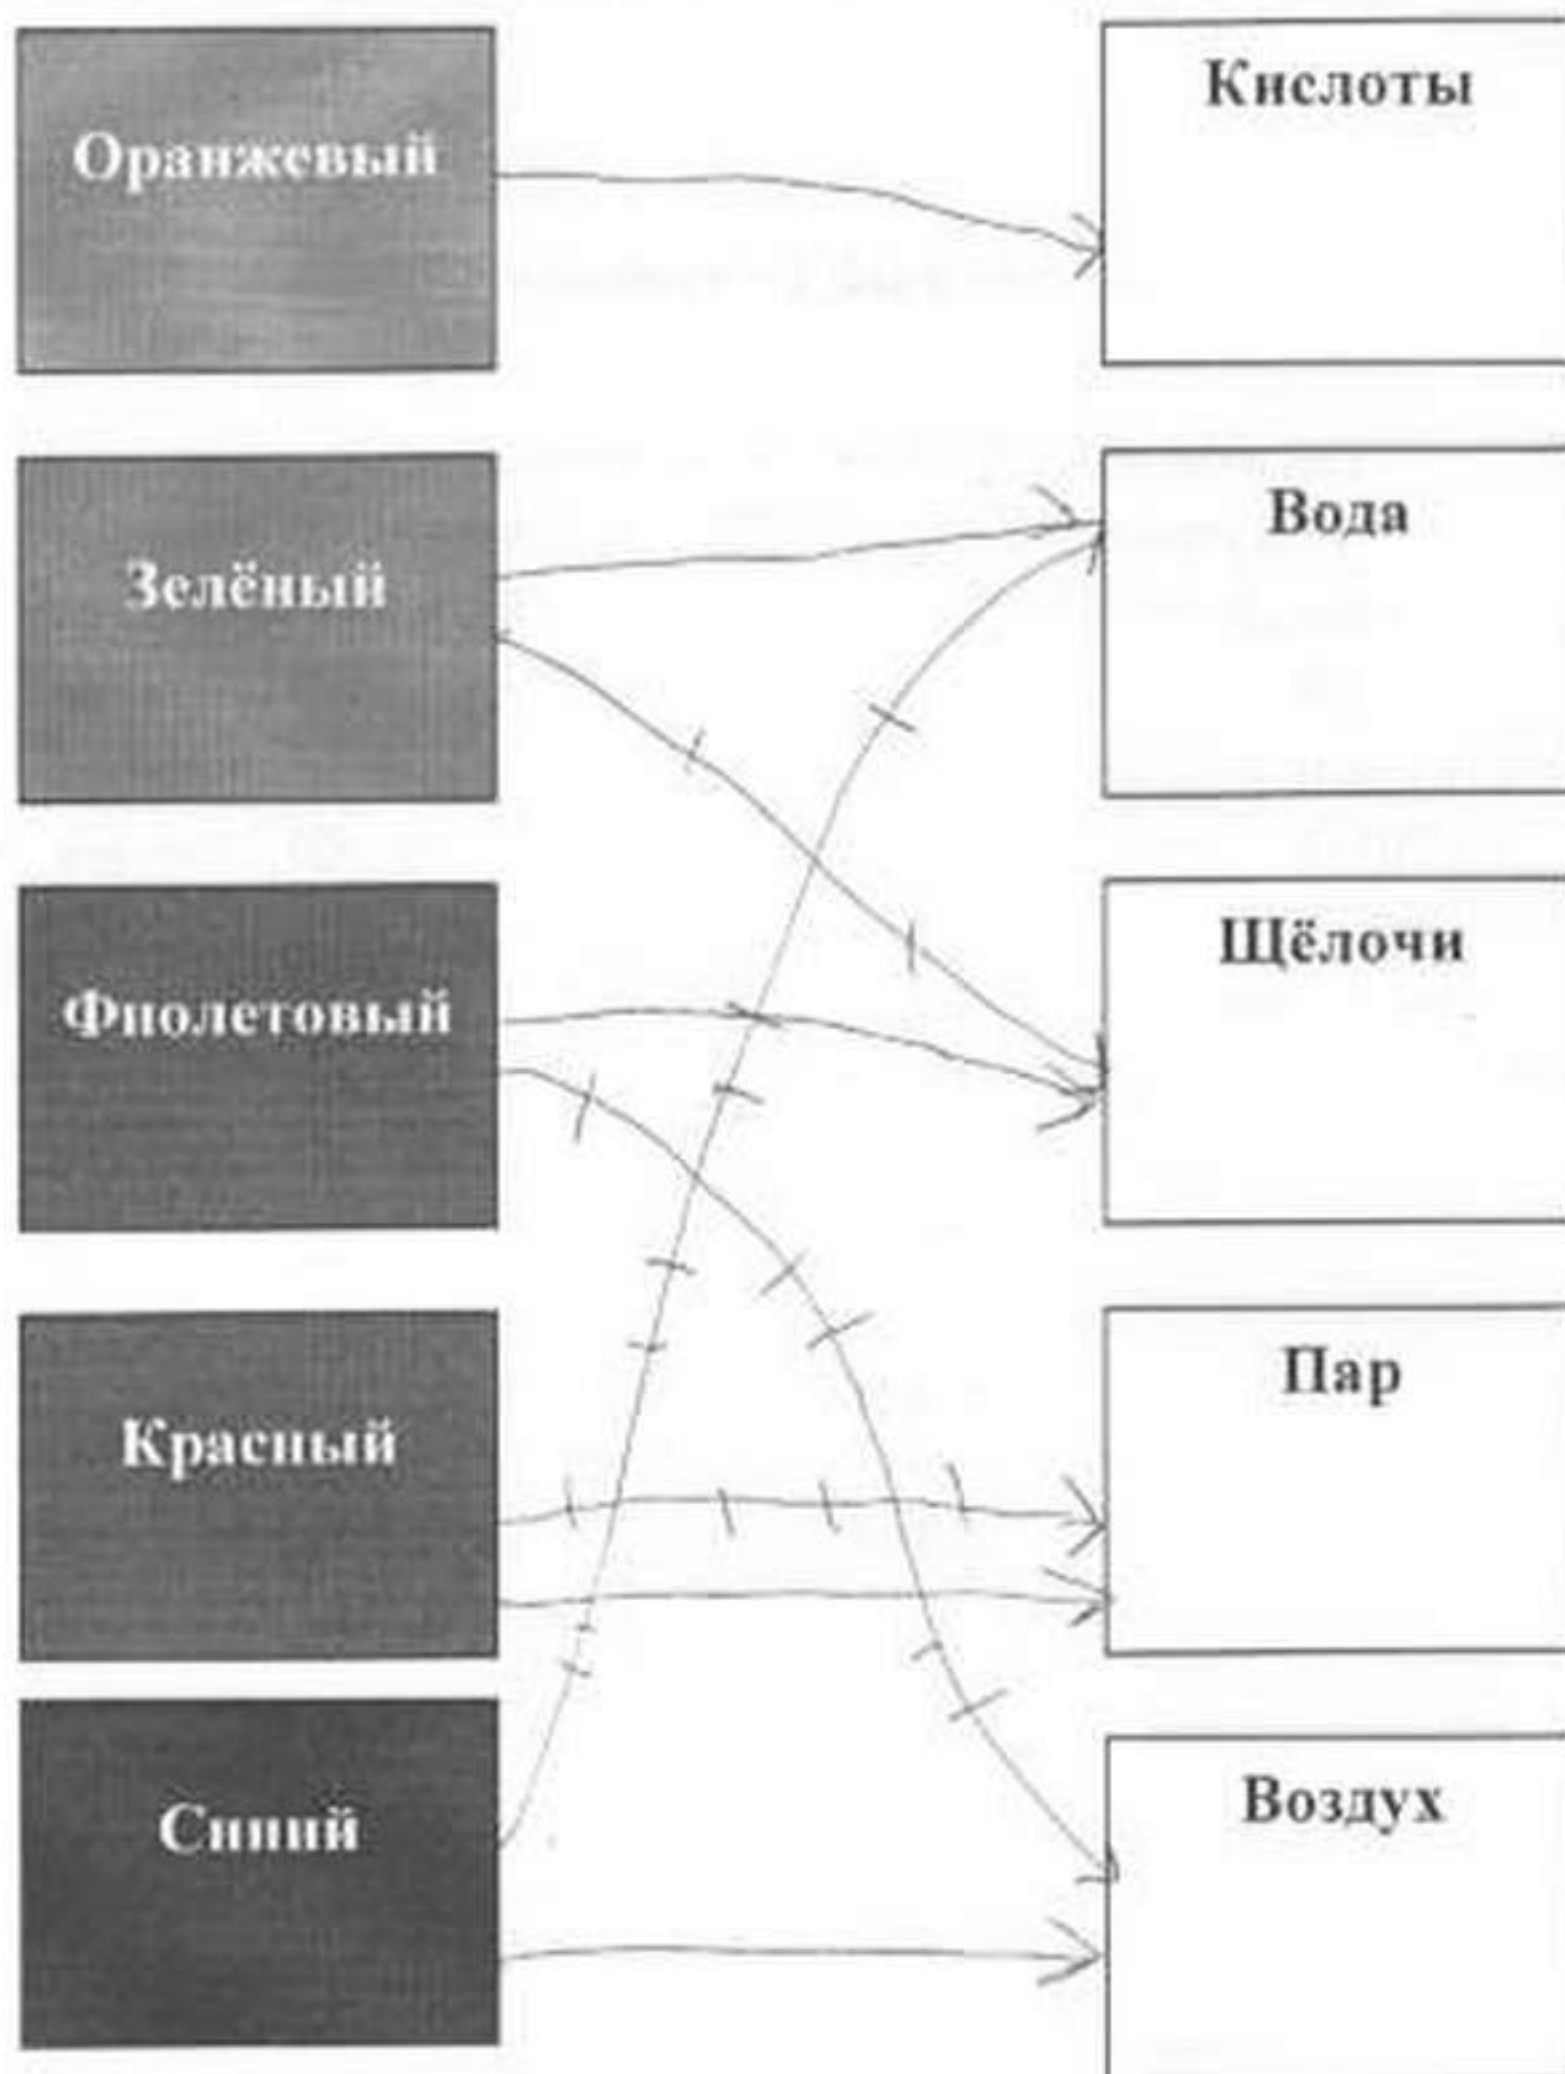 Оранжевый
Кислоты
Зелёный
Вода
Фиолетовый
Щёлочи
Красный
Пар
Синий
Воздух